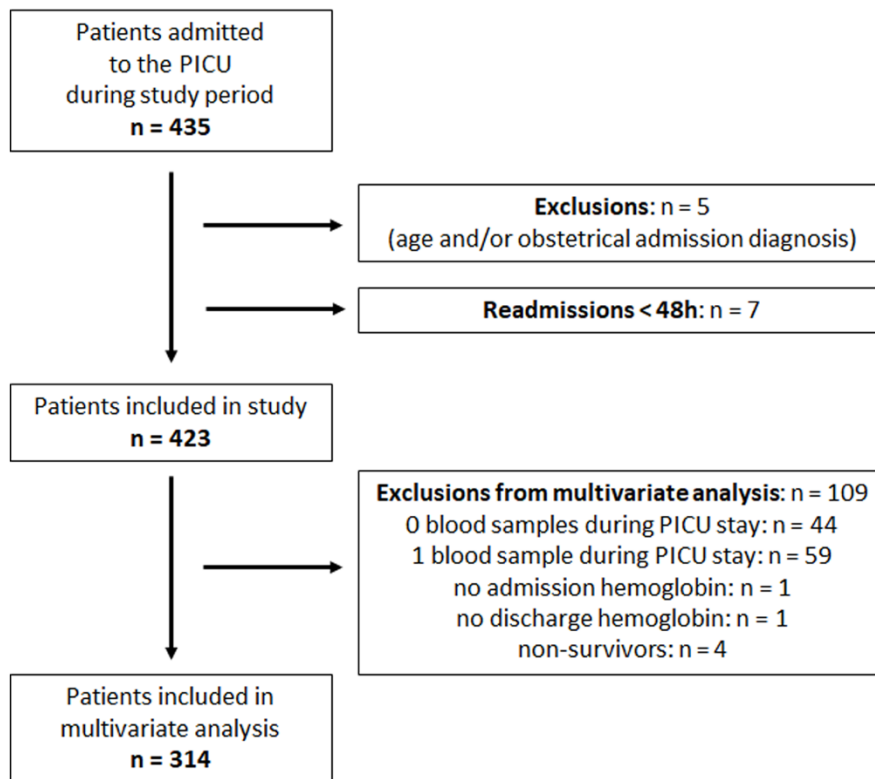 Patients admitted
to the PICU
during study period
n = 435
Exclusions: n = 5
(age and/or obstetrical admission diagnosis)
Readmissions < 48h: n = 7
Patients included in study
n = 423
Exclusions from multivariate analysis: n = 109
0 blood samples during PICU stay: n = 44
1 blood sample during PICU stay: n = 59
no admission hemoglobin: n = 1
no discharge hemoglobin: n = 1
non-survivors: n = 4
Patients included in
multivariate analysis
n = 314